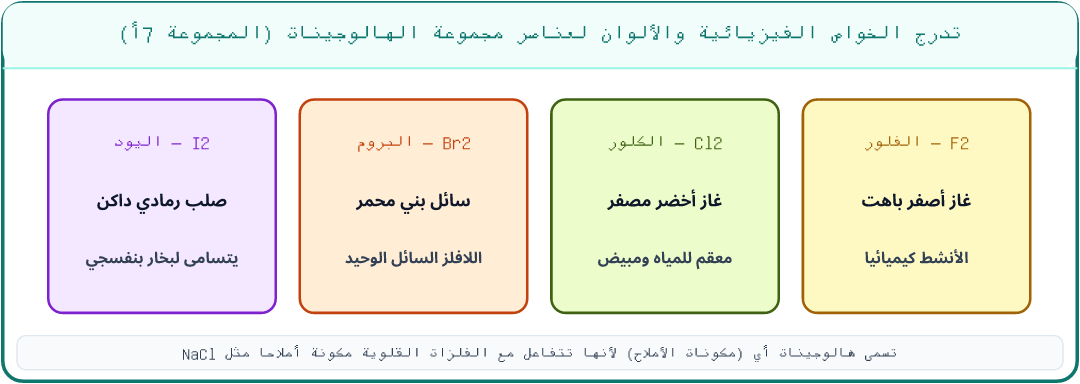 تدرج الخواص الفيزيائية والألوان لعناصر مجموعة الهالوجينات (المجموعة 7أ)
F2 — الفلور
غاز أصفر باهت
الأنشط كيميائيا
Cl2 — الكلور
غاز أخضر مصفر
معقم للمياه ومبيض
Br2 — البروم
سائل بني محمر
اللافلز السائل الوحيد
I2 — اليود
صلب رمادي داكن
يتسامى لبخار بنفسجي
تسمى هالوجينات أي (مكونات الأملاح) لأنها تتفاعل مع الفلزات القلوية مكونة أملاحا مثل NaCl